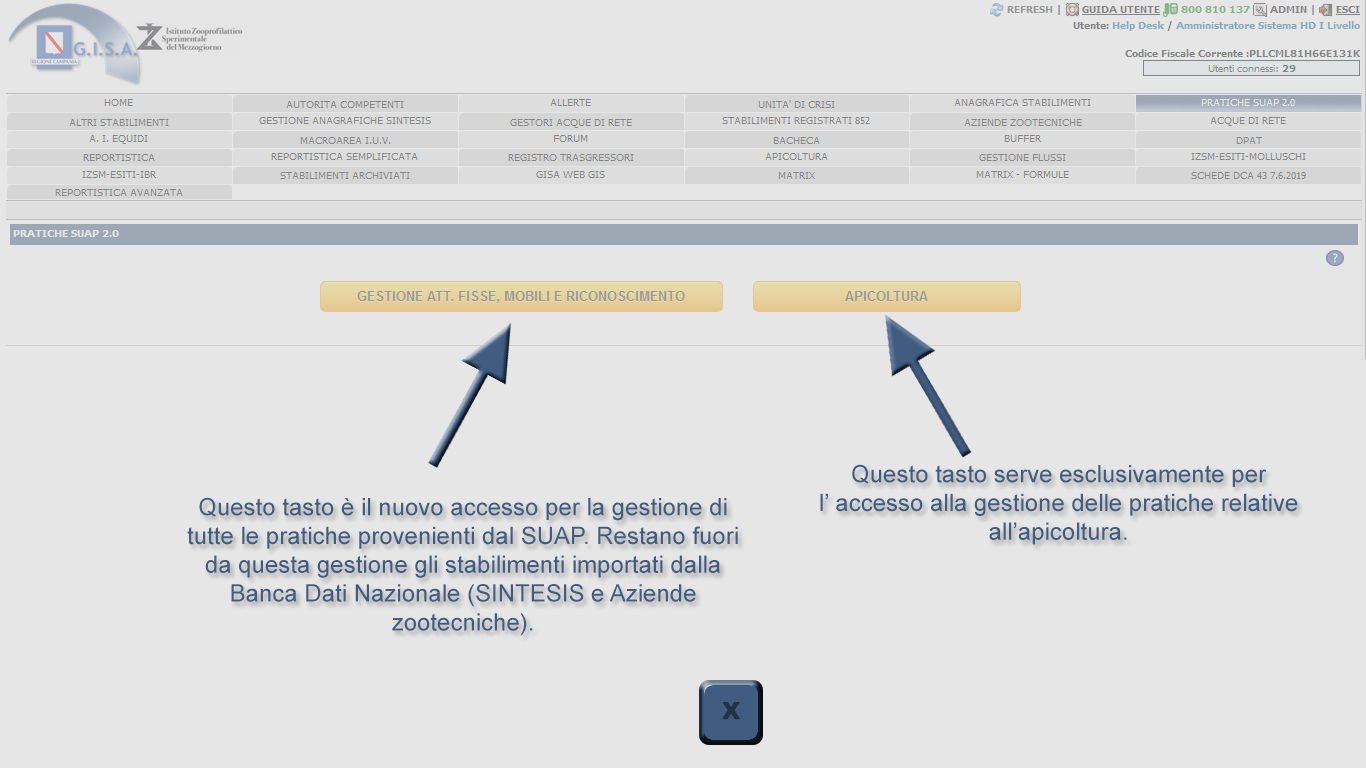 REFRESH | GUIDA UTENTE 800 810 137 ADMIN | ESCI
Utente: Help Desk / Amministratore Sistema HD I Livello
G.I.S.A.
REGIONE CAMPANIA
Istituto Zooprofilattico
Sperimentale
del Mezzogiorno
Codice Fiscale Corrente :PLLCML81H66E131K
Utenti connessi: 29
HOME AUTORITA COMPETENTI ALLERTE UNITA' DI CRISI ANAGRAFICA STABILIMENTI PRATICHE SUAP 2.0
ALTRI STABILIMENTI GESTIONE ANAGRAFICHE SINTESIS GESTORI ACQUE DI RETE STABILIMENTI REGISTRATI 852 AZIENDE ZOOTECNICHE ACQUE DI RETE
A. I. EQUIDI MACROAREA I.U.V. FORUM BACHECA BUFFER DPAT
REPORTISTICA REPORTISTICA SEMPLIFICATA REGISTRO TRASGRESSORI APICOLTURA GESTIONE FLUSSI IZSM-ESITI-MOLLUSCHI
IZSM-ESITI-IBR STABILIMENTI ARCHIVIATI GISA WEB GIS MATRIX MATRIX - FORMULE SCHEDE DCA 43 7.6.2019
REPORTISTICA AVANZATA
PRATICHE SUAP 2.0
?
GESTIONE ATT. FISSE, MOBILI E RICONOSCIMENTO APICOLTURA
Questo tasto è il nuovo accesso per la gestione di
tutte le pratiche provenienti dal SUAP. Restano fuori
da questa gestione gli stabilimenti importati dalla
Banca Dati Nazionale (SINTESIS e Aziende
zootecniche).
Questo tasto serve esclusivamente per
l' accesso alla gestione delle pratiche relative
all'apicoltura.
X